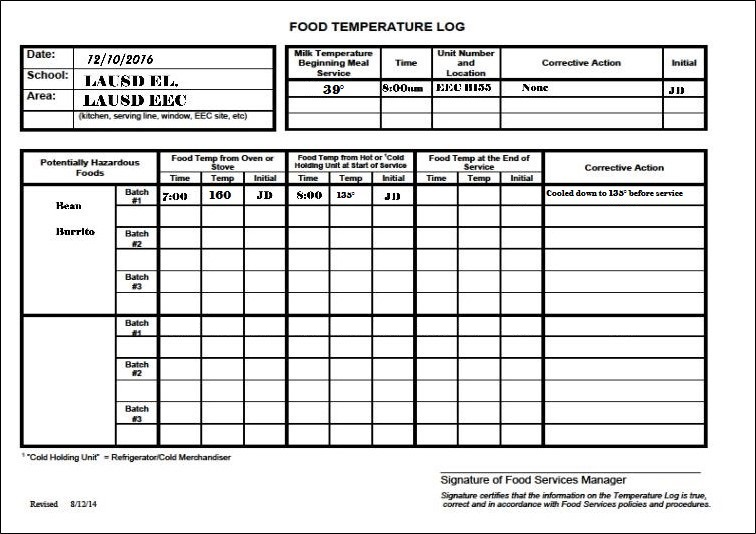 FOOD TEMPERATURE LOG
Date: 12/10/2016
School: LAUSD EL.
Area: LAUSD EEC
(kitchen, serving line, window, EEC site, etc)
Milk Temperature Beginning Meal Service Time Unit Number and Location Corrective Action Initial
39° 8:00am EEC B155 None JD
Potentially Hazardous Foods Food Temp from Oven or Stove Food Temp from Hot or ¹Cold Holding Unit at Start of Service Food Temp at the End of Service Corrective Action
Time Temp Initial Time Temp Initial Time Temp Initial
Bean Burrito
Batch #1 7:00 160 JD 8:00 135° JD Cooled down to 135° before service
Batch #2
Batch #3
Batch #1
Batch #2
Batch #3
¹ "Cold Holding Unit" = Refrigerator/Cold Merchandiser
Signature of Food Services Manager
Signature certifies that the information on the Temperature Log is true,
correct and in accordance with Food Services policies and procedures.
Revised 8/12/14